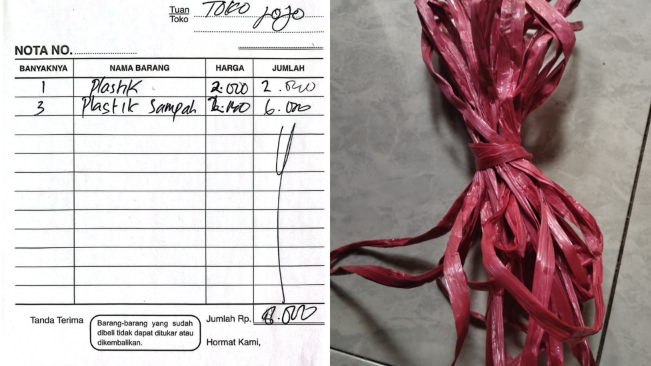 Tuan TOKO JOJO
Toko
NOTA NO.
BANYAKNYA NAMA BARANG HARGA JUMLAH
1 Plastik 2.000 2.000
3 Plastik Sampah 6.000
Tanda Terima
Barang-barang yang sudah
dibeli tidak dapat ditukar atau
dikembalikan.
Jumlah Rp. 8.000
Hormat Kami,